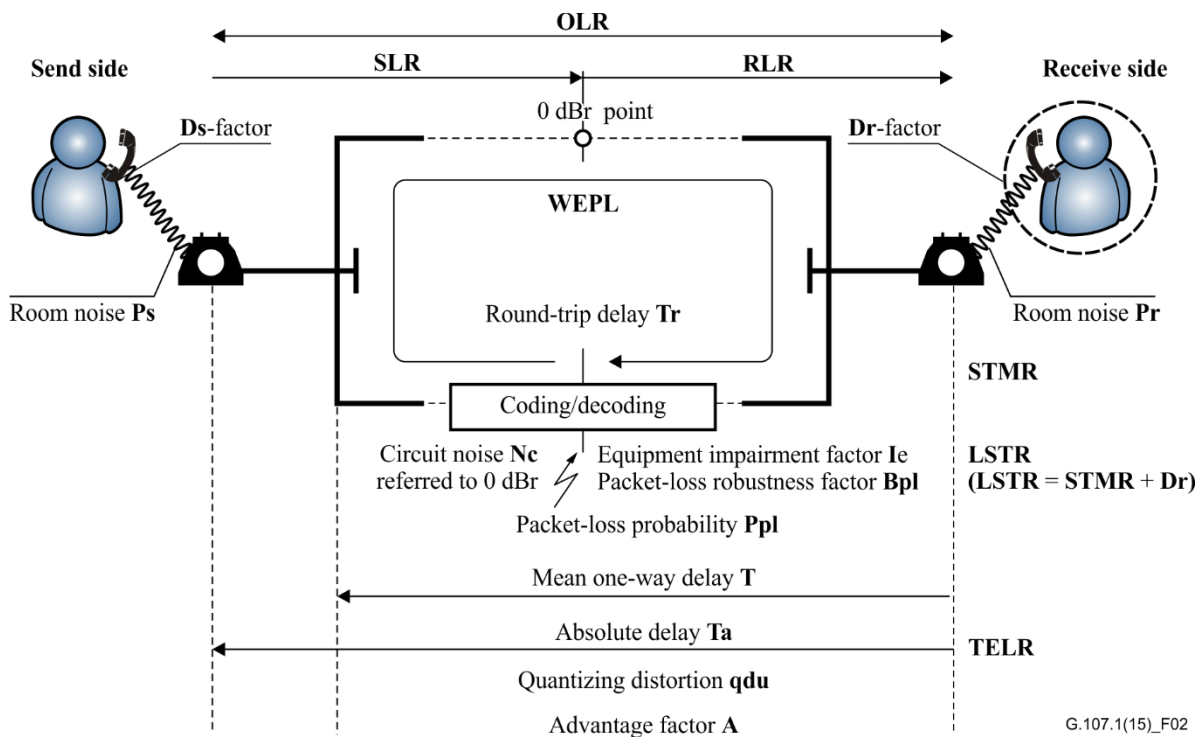 OLR
Send side
SLR
RLR
Receive side
0 dBr point
Ds-factor
Dr-factor
WEPL
Room noise Ps
Round-trip delay Tr
Room noise Pr
STMR
Coding/decoding
Circuit noise Nc
referred to 0 dBr
Equipment impairment factor Ie
Packet-loss robustness factor Bpl
LSTR
(LSTR = STMR + Dr)
Packet-loss probability Ppl
Mean one-way delay T
Absolute delay Ta
TELR
Quantizing distortion qdu
Advantage factor A
G.107.1(15)_F02